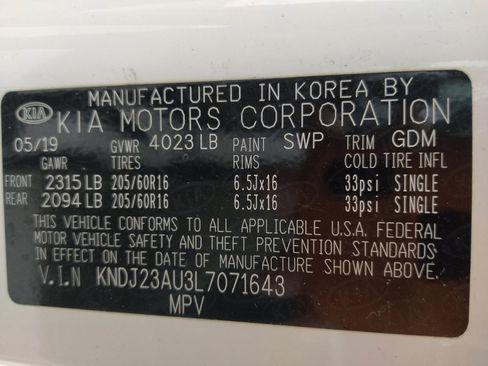 MANUFACTURED IN KOREA BY
KIA KIA MOTORS CORPORATION
05/19 GVWR 4023 LB PAINT SWP TRIM GDM
GAWR TIRES RIMS COLD TIRE INFL
FRONT 2315 LB 205/60R16 6.5Jx16 33psi SINGLE
REAR 2094 LB 205/60R16 6.5Jx16 33psi SINGLE
THIS VEHICLE CONFORMS TO ALL APPLICABLE U.S.A. FEDERAL
MOTOR VEHICLE SAFETY AND THEFT PREVENTION STANDARDS
IN EFFECT ON THE DATE OF MANUFACTURE SHOWN ABOVE.
V.I.N KNDJ23AU3L7071643
MPV